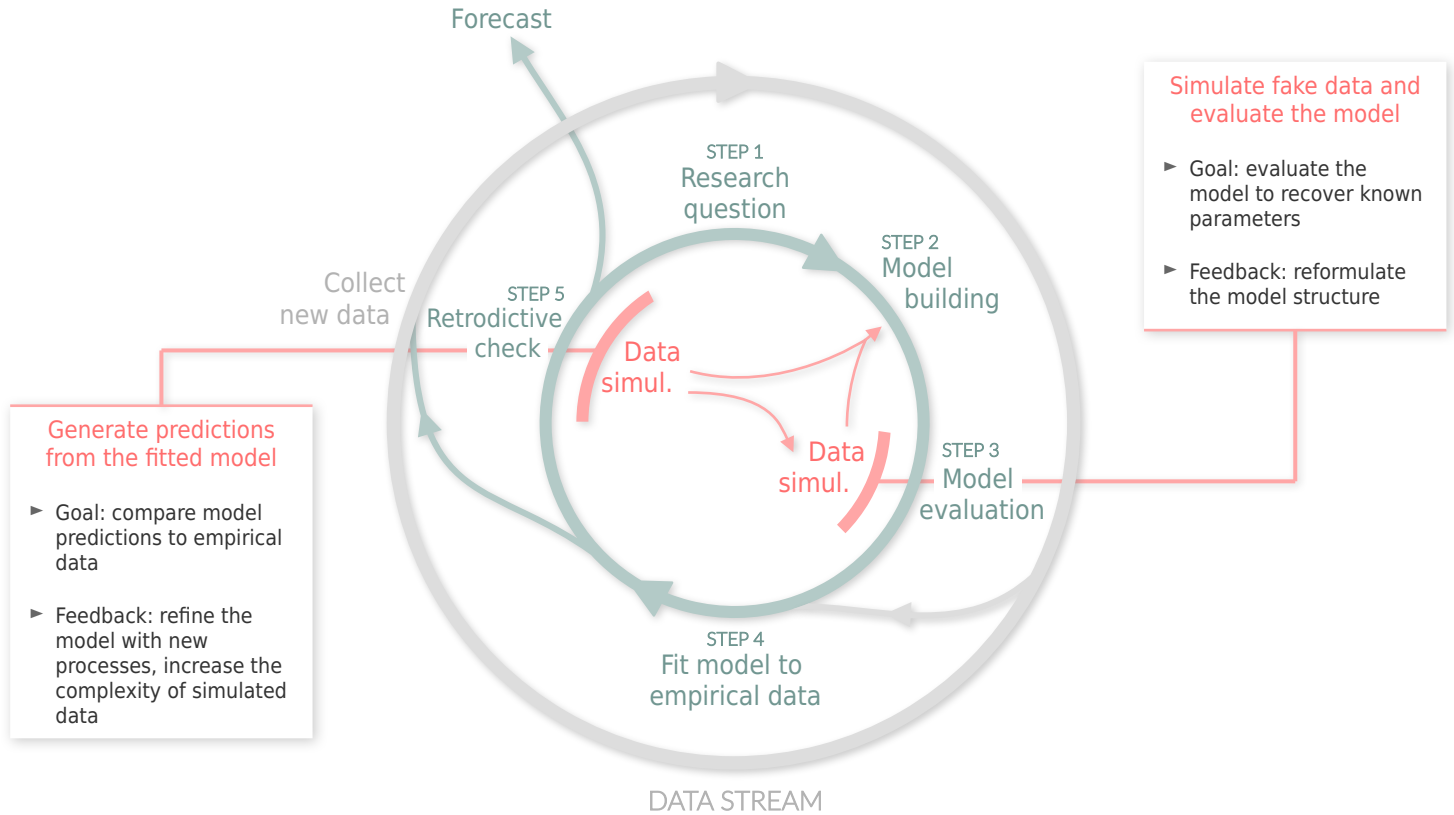 Forecast
STEP 1
Research
question
STEP 2
Model
building
STEP 3
Model
evaluation
STEP 4
Fit model to
empirical data
STEP 5
Retrodictive
check
Data
simul.
Data
simul.
Collect
new data
DATA STREAM
Generate predictions
from the fitted model
► Goal: compare model
predictions to empirical
data
► Feedback: refine the
model with new
processes, increase the
complexity of simulated
data
Simulate fake data and
evaluate the model
► Goal: evaluate the
model to recover known
parameters
► Feedback: reformulate
the model structure